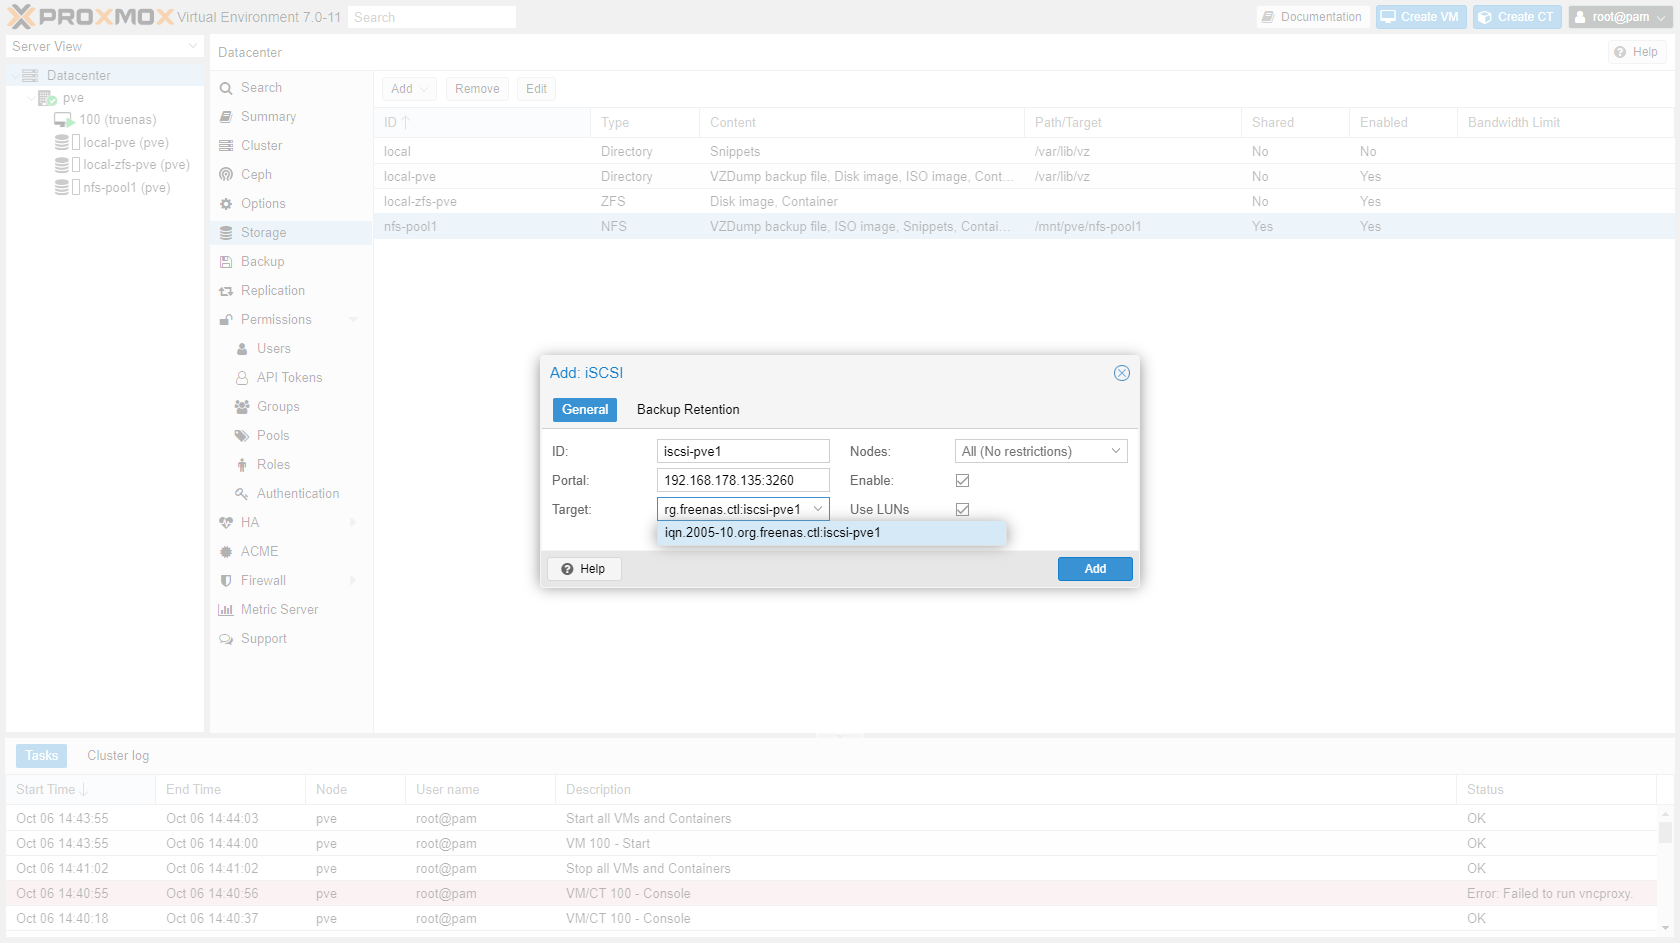 PROXMOX Virtual Environment 7.0-11 Search Documentation Create VM Create CT root@pam
Server View
Datacenter Help
Datacenter
pve
100 (truenas)
local-pve (pve)
local-zfs-pve (pve)
nfs-pool1 (pve)
Search
Summary
Cluster
Ceph
Options
Storage
Backup
Replication
Permissions
Users
API Tokens
Groups
Pools
Roles
Authentication
HA
ACME
Firewall
Metric Server
Support
Add Remove Edit
ID Type Content Path/Target Shared Enabled Bandwidth Limit
local Directory Snippets /var/lib/vz No No
local-pve Directory VZDump backup file, Disk image, ISO image, Cont... /var/lib/vz No Yes
local-zfs-pve ZFS Disk image, Container No Yes
nfs-pool1 NFS VZDump backup file, ISO image, Snippets, Contai... /mnt/pve/nfs-pool1 Yes Yes
Add: iSCSI
General Backup Retention
ID: iscsi-pve1 Nodes: All (No restrictions)
Portal: 192.168.178.135:3260 Enable:
Target: rg.freenas.ctl:iscsi-pve1 Use LUNs
iqn.2005-10.org.freenas.ctl:iscsi-pve1
Help Add
Tasks Cluster log
Start Time End Time Node User name Description Status
Oct 06 14:43:55 Oct 06 14:44:03 pve root@pam Start all VMs and Containers OK
Oct 06 14:43:55 Oct 06 14:44:00 pve root@pam VM 100 - Start OK
Oct 06 14:41:02 Oct 06 14:41:02 pve root@pam Stop all VMs and Containers OK
Oct 06 14:40:55 Oct 06 14:40:56 pve root@pam VM/CT 100 - Console Error: Failed to run vncproxy.
Oct 06 14:40:18 Oct 06 14:40:37 pve root@pam VM/CT 100 - Console OK